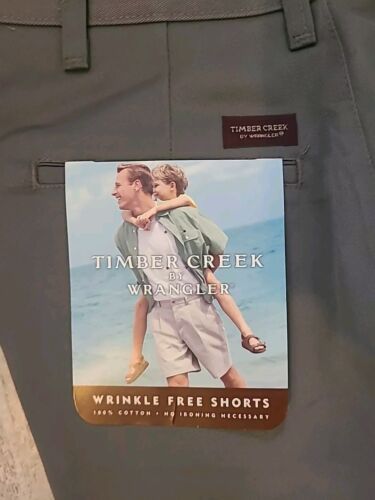 TIMBER CREEK
BY WRANGLER®
TIMBER CREEK
BY
WRANGLER
WRINKLE FREE SHORTS
100% COTTON • NO IRONING NECESSARY